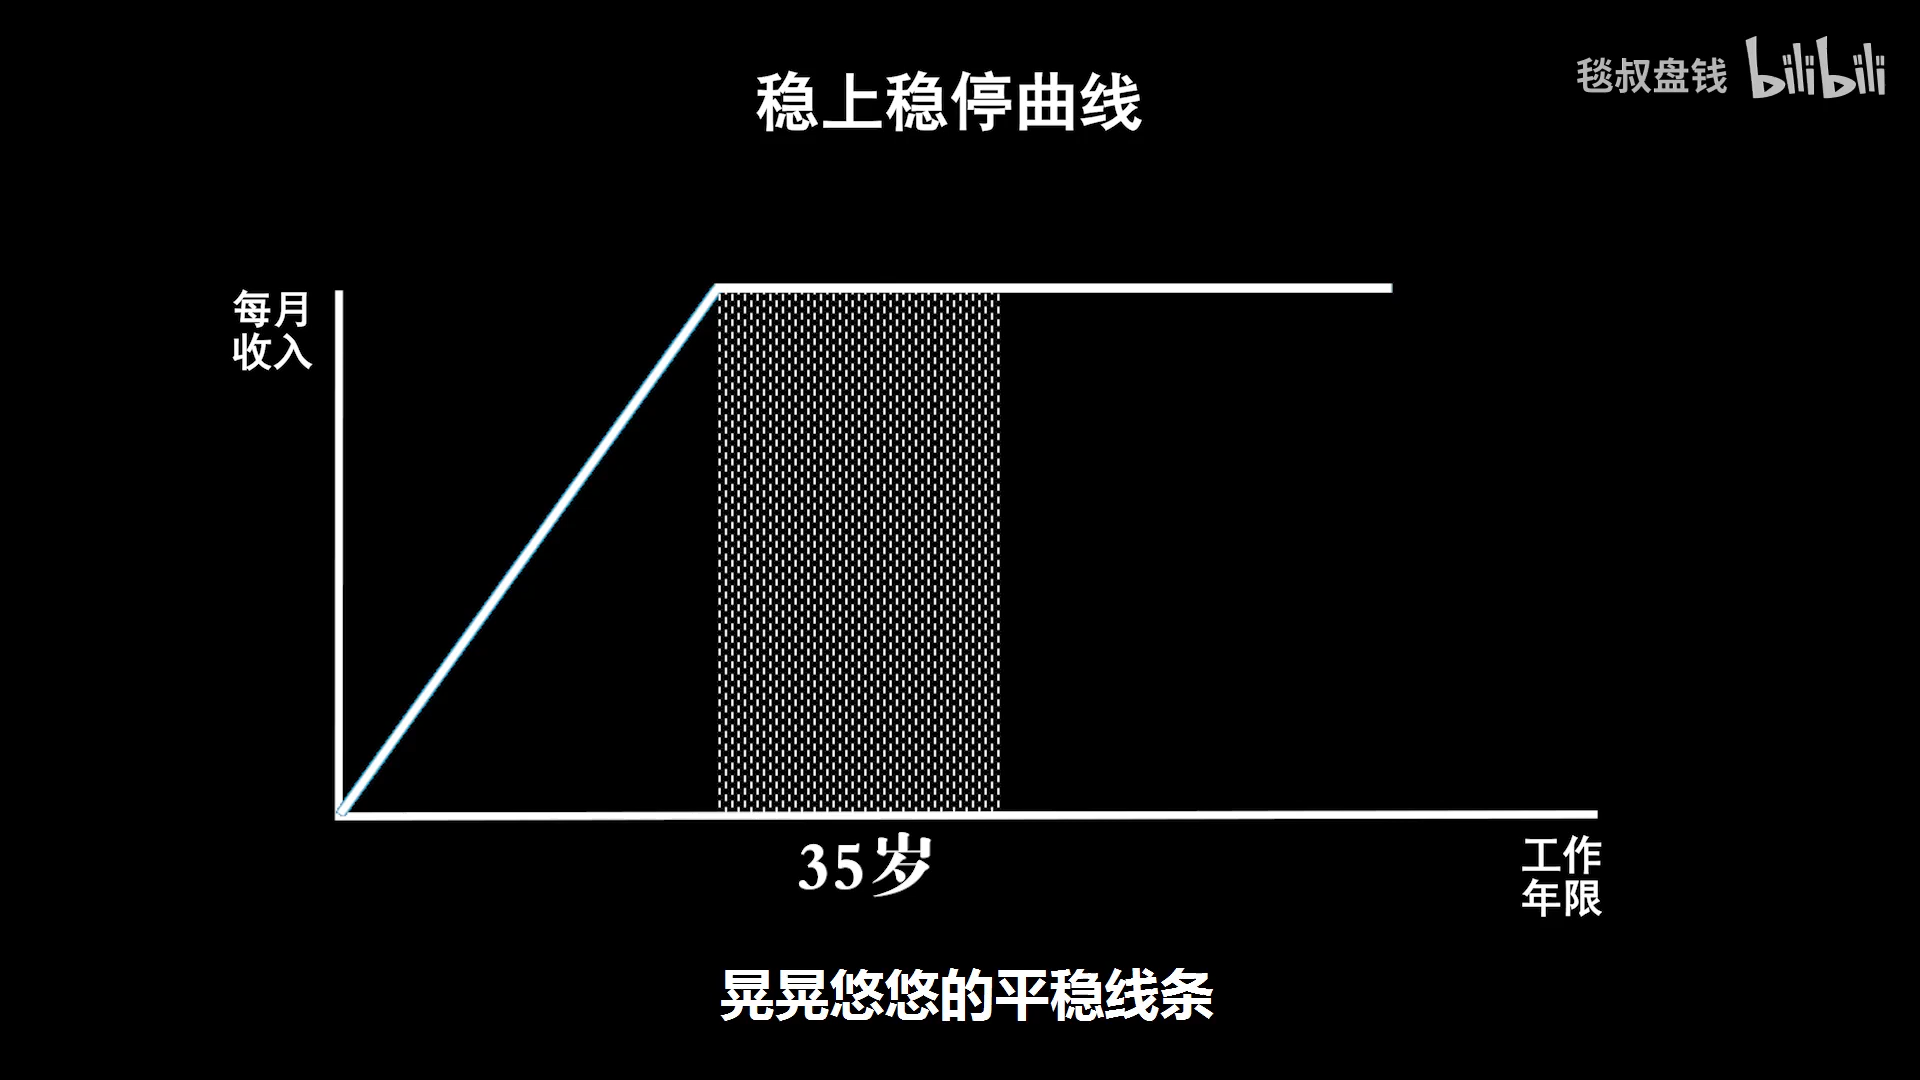 毯叔盘钱 bilibili
稳上稳停曲线
每月
收入
35岁
工作
年限
晃晃悠悠的平稳线条